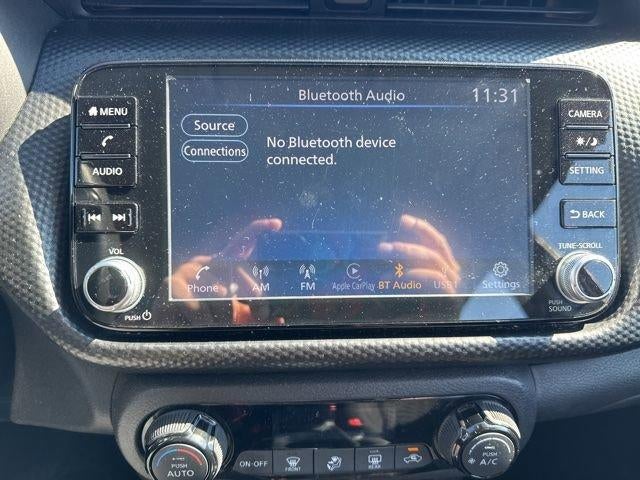 Bluetooth Audio 11:31
MENU
AUDIO
VOL
PUSH
Source
Connections
No Bluetooth device
connected.
Phone AM FM Apple CarPlay BT Audio USB1 Settings
CAMERA
SETTING
BACK
TUNE·SCROLL
PUSH
SOUND
PUSH
AUTO
ON·OFF
FRONT
REAR
PUSH
A/C